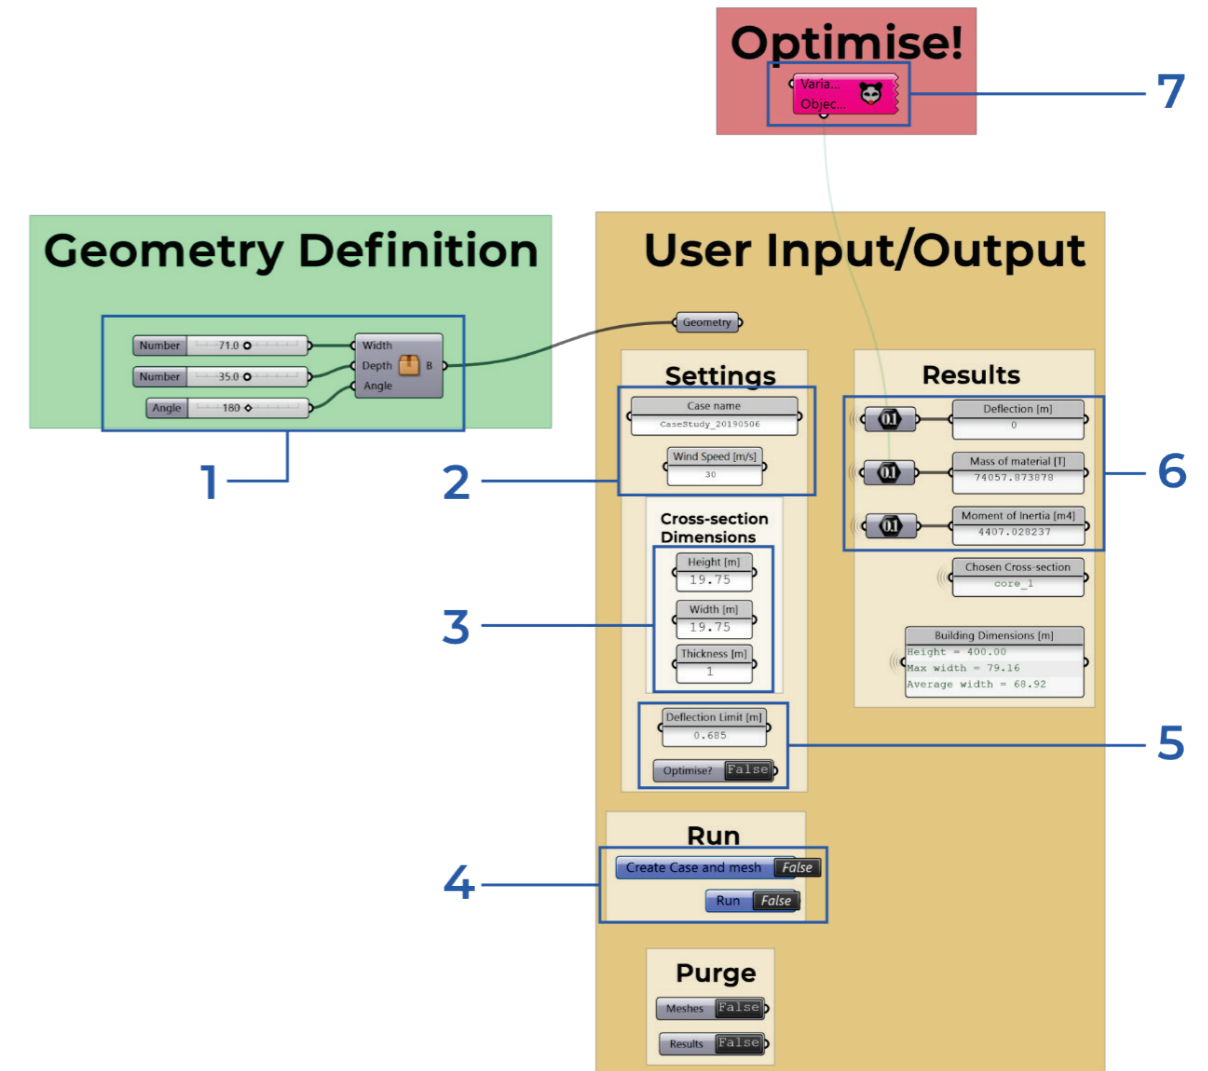 Optimise!
Varia...
Objec...
7
Geometry Definition
Number 71.0
Number 35.0
Angle 180
Width
Depth
Angle
B
1
User Input/Output
Geometry
Settings
Case name
CaseStudy_20190506
Wind Speed [m/s]
30
2
Cross-section
Dimensions
Height [m]
19.75
Width [m]
19.75
Thickness [m]
1
3
Deflection Limit [m]
0.685
Optimise? False
5
Results
0.1
Deflection [m]
0
0.1
Mass of material [T]
74057.873878
0.1
Moment of Inertia [m4]
4407.028237
6
Chosen Cross-section
core_1
Building Dimensions [m]
Height = 400.00
Max width = 79.16
Average width = 68.92
Run
Create Case and mesh False
Run False
4
Purge
Meshes False
Results False